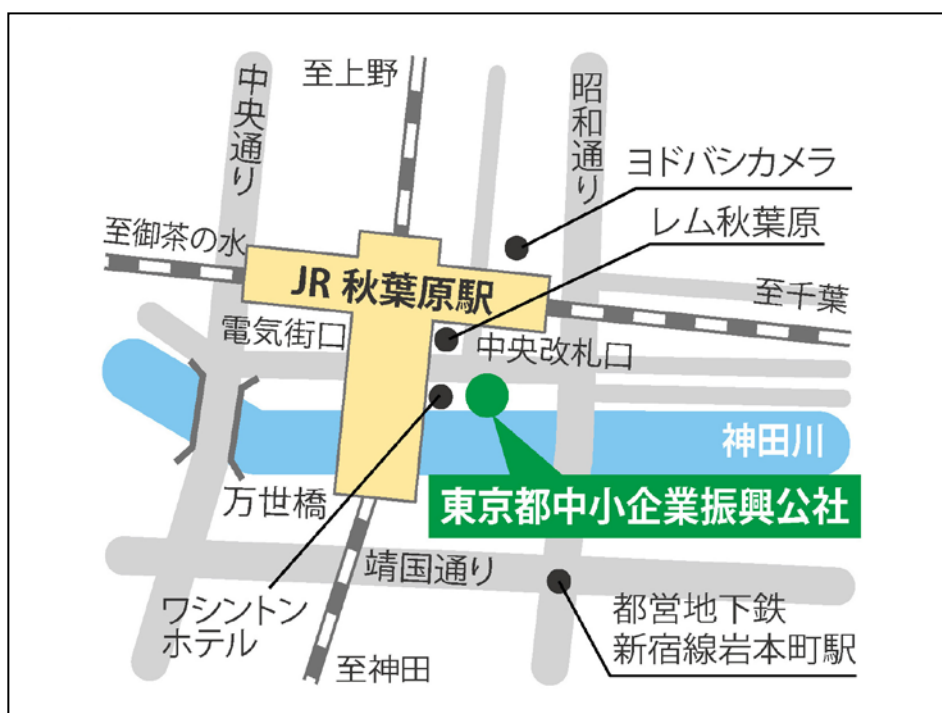 至上野
中央通り
昭和通り
ヨドバシカメラ
レム秋葉原
至御茶の水
JR 秋葉原駅
至千葉
電気街口
中央改札口
神田川
万世橋
東京都中小企業振興公社
靖国通り
ワシントン
ホテル
都営地下鉄
新宿線岩本町駅
至神田